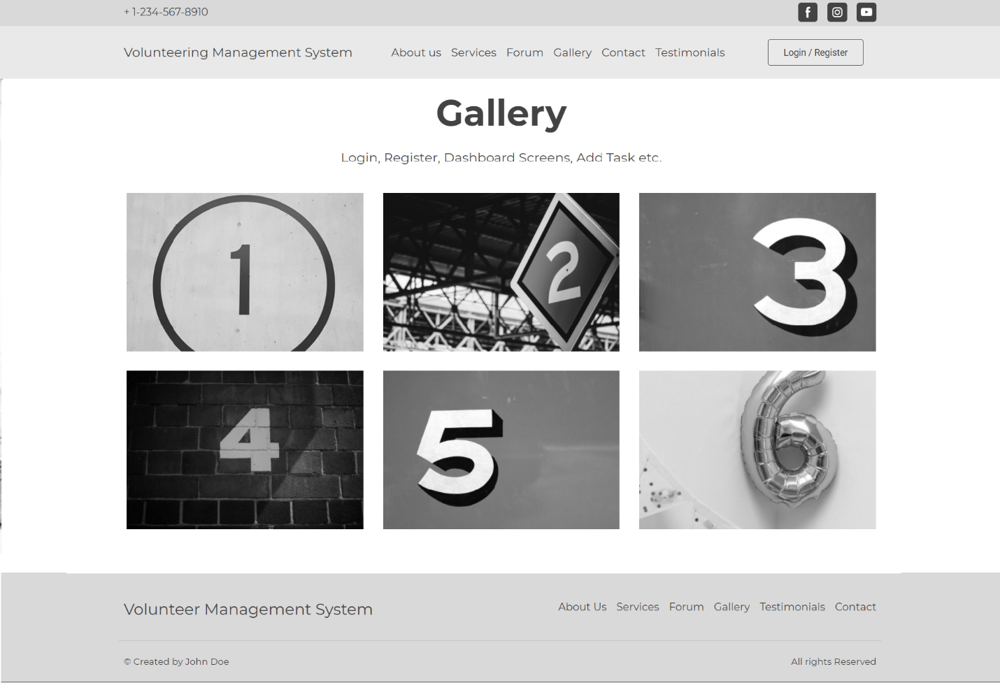 + 1-234-567-8910
Volunteering Management System
About us Services Forum Gallery Contact Testimonials
Login / Register
Gallery
Login, Register, Dashboard Screens, Add Task etc.
1
2
3
4
5
6
Volunteer Management System
About Us Services Forum Gallery Testimonials Contact
© Created by John Doe
All rights Reserved